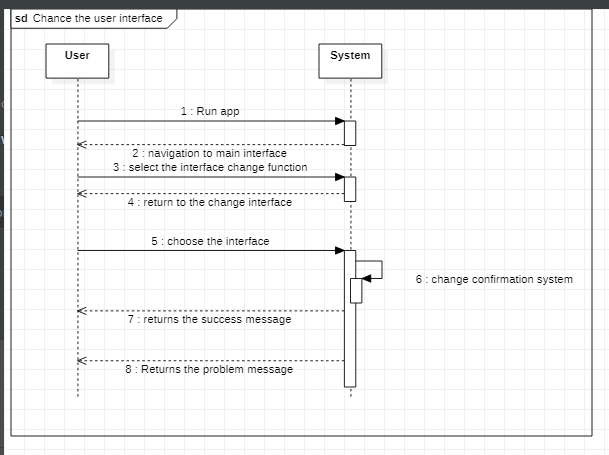 sd Chance the user interface
User
System
1 : Run app
2 : navigation to main interface
3 : select the interface change function
4 : return to the change interface
5 : choose the interface
6 : change confirmation system
7 : returns the success message
8 : Returns the problem message